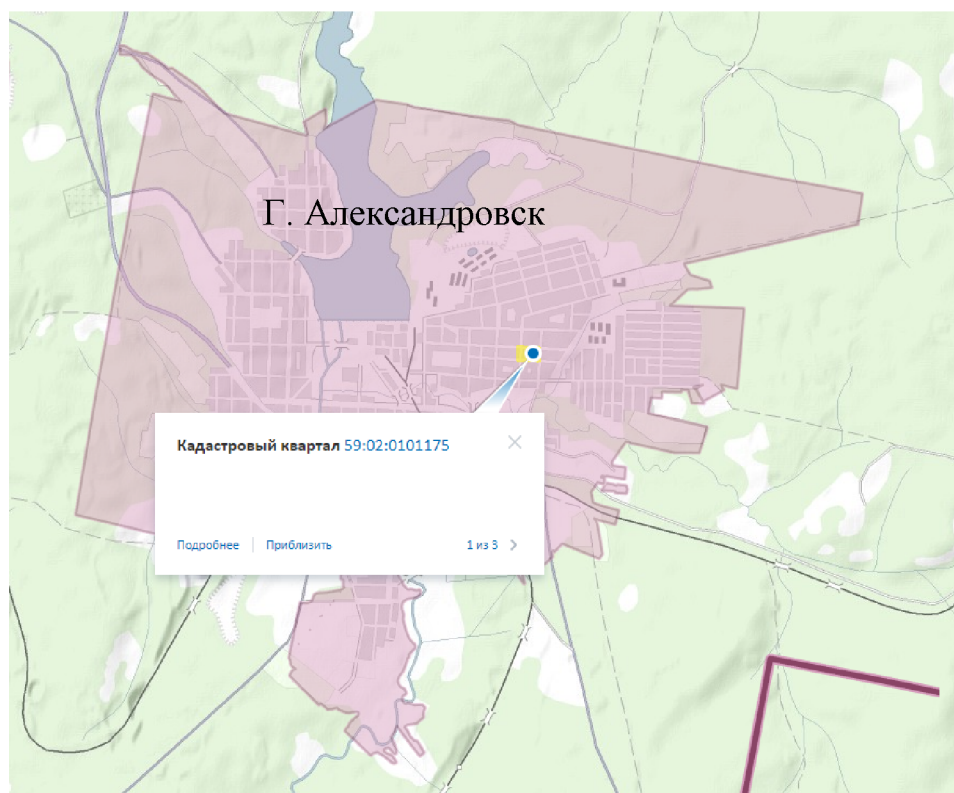 Г. Александровск
Кадастровый квартал 59:02:0101175
Подробнее Приблизить 1 из 3